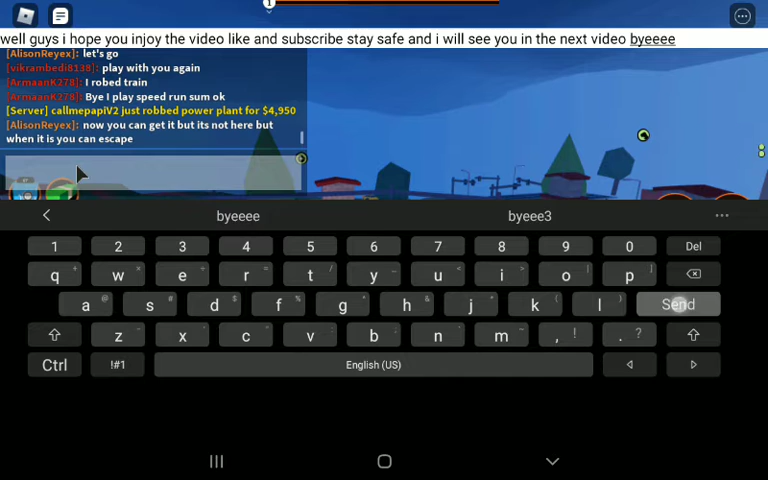 1
well guys i hope you injoy the video like and subscribe stay safe and i will see you in the next video byeeee
[AlisonReyex]: let's go
[vikrambedi8138]: play with you again
[ArmaanK278]: I robed train
[ArmaanK278]: Bye I play speed run sum ok
[Server] callmepapiV2 just robbed power plant for $4,950
[AlisonReyex]: now you can get it but its not here but
when it is you can escape
byeeee byeee3
1 2 3 4 5 6 7 8 9 0 Del
q + w × e ÷ r = t / y _ u < i > o [ p ]
a @ s # d $ f % g ^ h & j * k ( l ) Send
z - x ' c " v : b ; n m , ! . ?
Ctrl !#1 English (US)